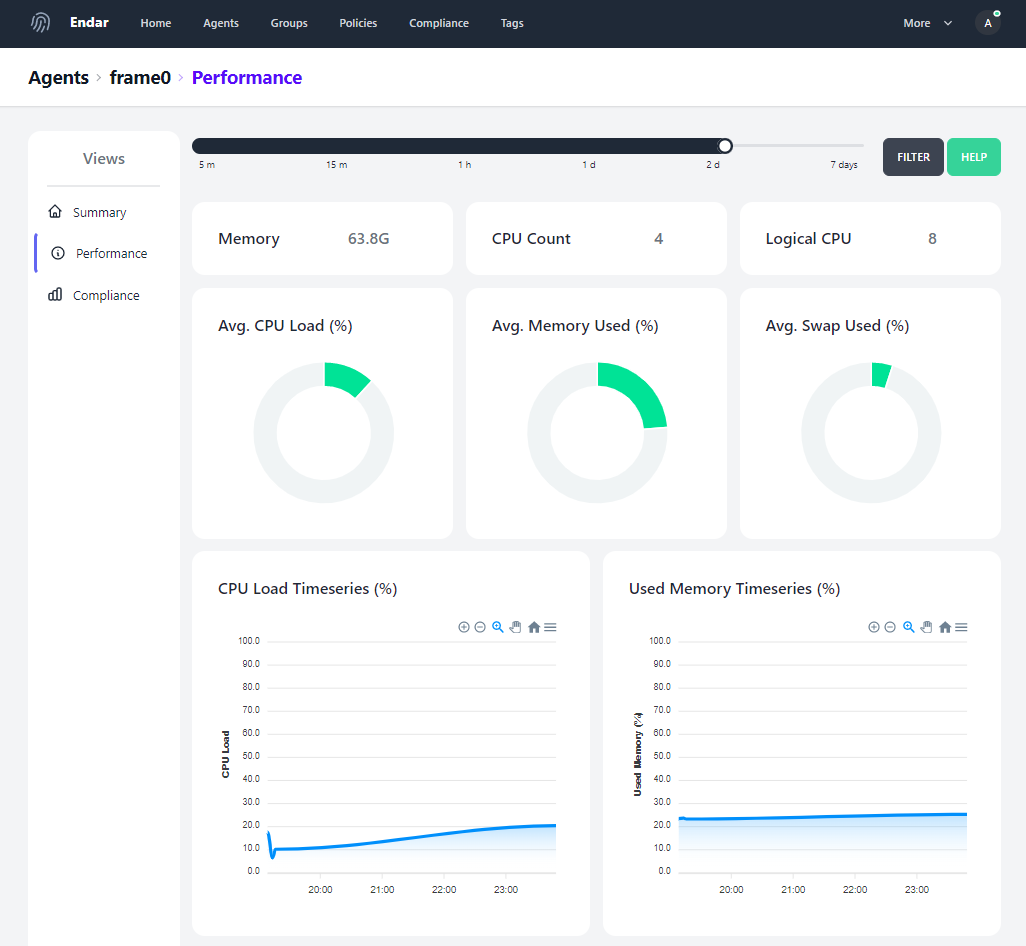 Endar Home Agents Groups Policies Compliance Tags More A
Agents › frame0 › Performance
Views
Summary
Performance
Compliance
5 m 15 m 1 h 1 d 2 d 7 days
FILTER HELP
Memory 63.8G
CPU Count 4
Logical CPU 8
Avg. CPU Load (%)
Avg. Memory Used (%)
Avg. Swap Used (%)
CPU Load Timeseries (%)
CPU Load
100.0
90.0
80.0
70.0
60.0
50.0
40.0
30.0
20.0
10.0
0.0
20:00 21:00 22:00 23:00
Used Memory Timeseries (%)
Used Memory (%)
100.0
90.0
80.0
70.0
60.0
50.0
40.0
30.0
20.0
10.0
0.0
20:00 21:00 22:00 23:00